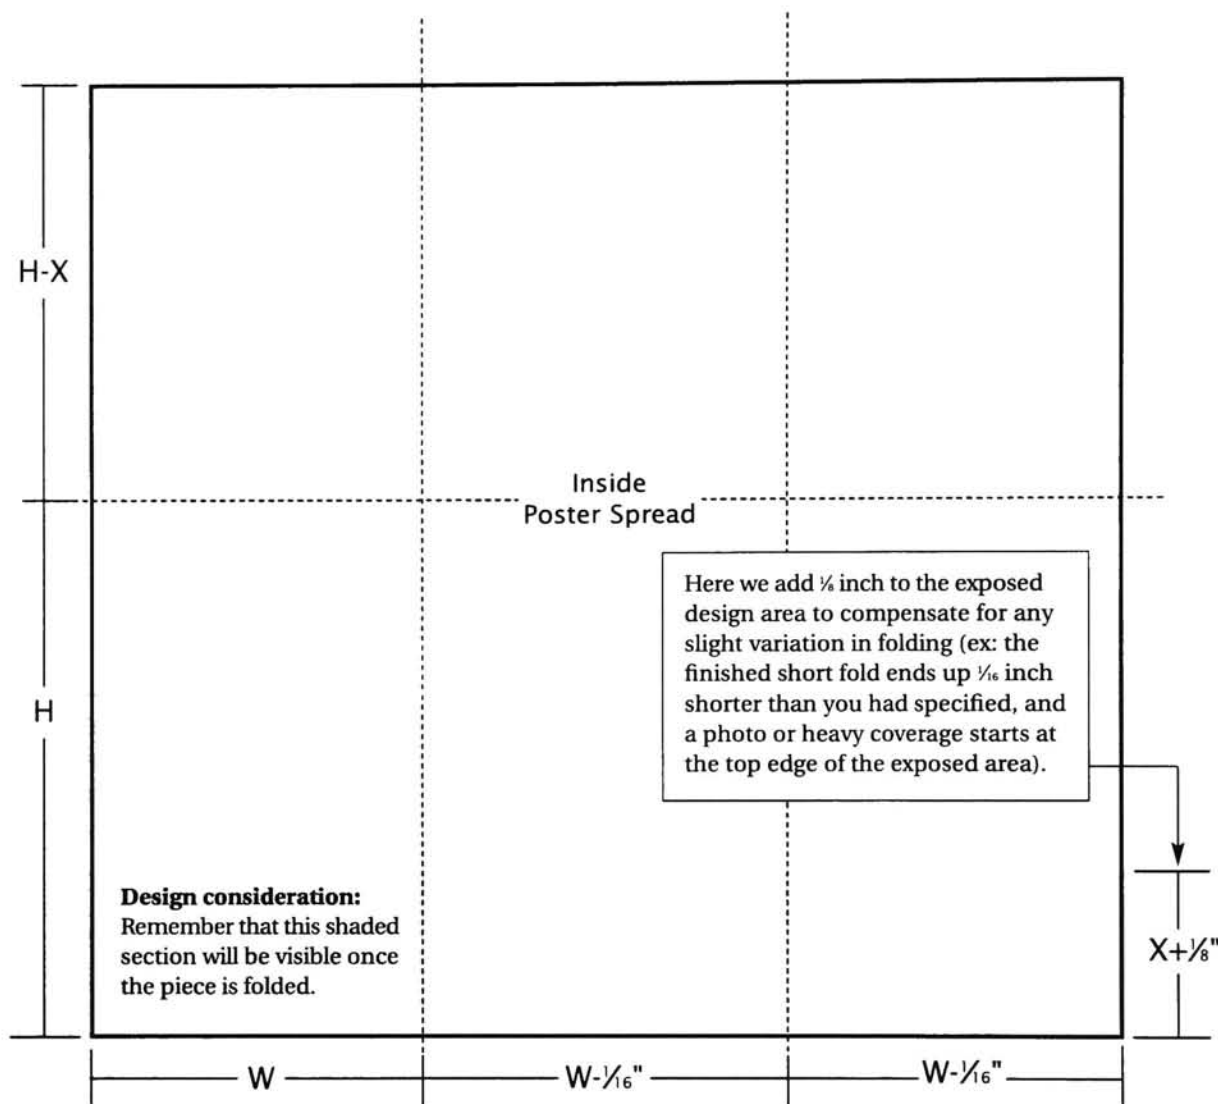 H-X
Inside
Poster Spread
Here we add ⅛ inch to the exposed
design area to compensate for any
slight variation in folding (ex: the
finished short fold ends up 1⁄16 inch
shorter than you had specified, and
a photo or heavy coverage starts at
the top edge of the exposed area).
H
Design consideration:
Remember that this shaded
section will be visible once
the piece is folded.
X+⅛"
W
W-1⁄16"
W-1⁄16"